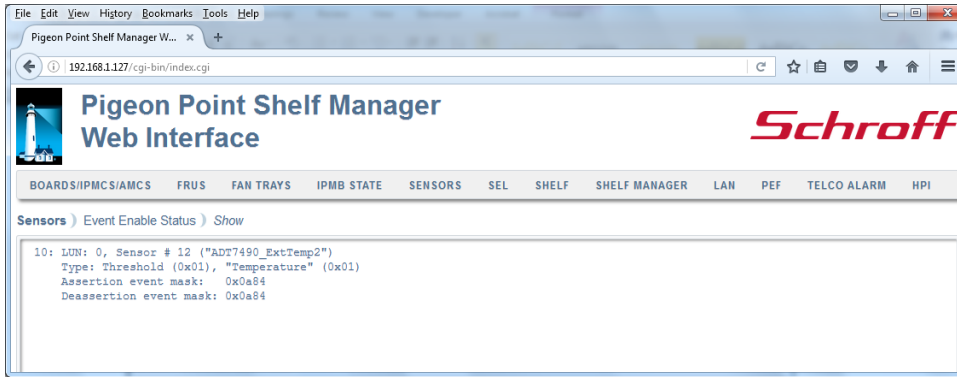 File Edit View History Bookmarks Tools Help
Pigeon Point Shelf Manager W... × +
192.168.1.127/cgi-bin/index.cgi
Pigeon Point Shelf Manager
Web Interface
Schroff
BOARDS/IPMCS/AMCS FRUS FAN TRAYS IPMB STATE SENSORS SEL SHELF SHELF MANAGER LAN PEF TELCO ALARM HPI
Sensors ) Event Enable Status ) Show
10: LUN: 0, Sensor # 12 ("ADT7490_ExtTemp2")
Type: Threshold (0x01), "Temperature" (0x01)
Assertion event mask: 0x0a84
Deassertion event mask: 0x0a84